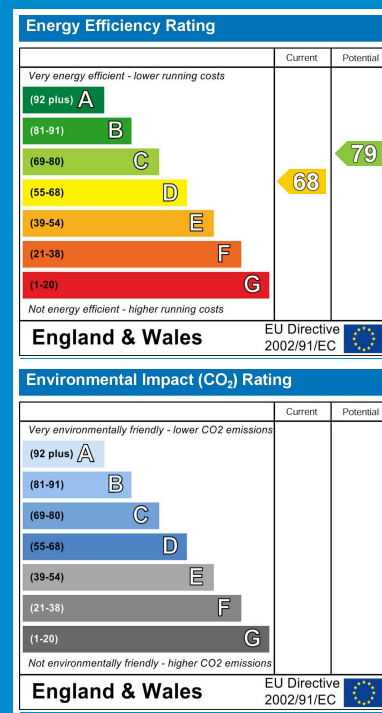 Energy Efficiency Rating
Current Potential
Very energy efficient - lower running costs
(92 plus) A
(81-91) B
(69-80) C
79
(55-68) D
68
(39-54) E
(21-38) F
(1-20) G
Not energy efficient - higher running costs
England & Wales
EU Directive
2002/91/EC
Environmental Impact (CO₂) Rating
Current Potential
Very environmentally friendly - lower CO2 emissions
(92 plus) A
(81-91) B
(69-80) C
(55-68) D
(39-54) E
(21-38) F
(1-20) G
Not environmentally friendly - higher CO2 emissions
England & Wales
EU Directive
2002/91/EC